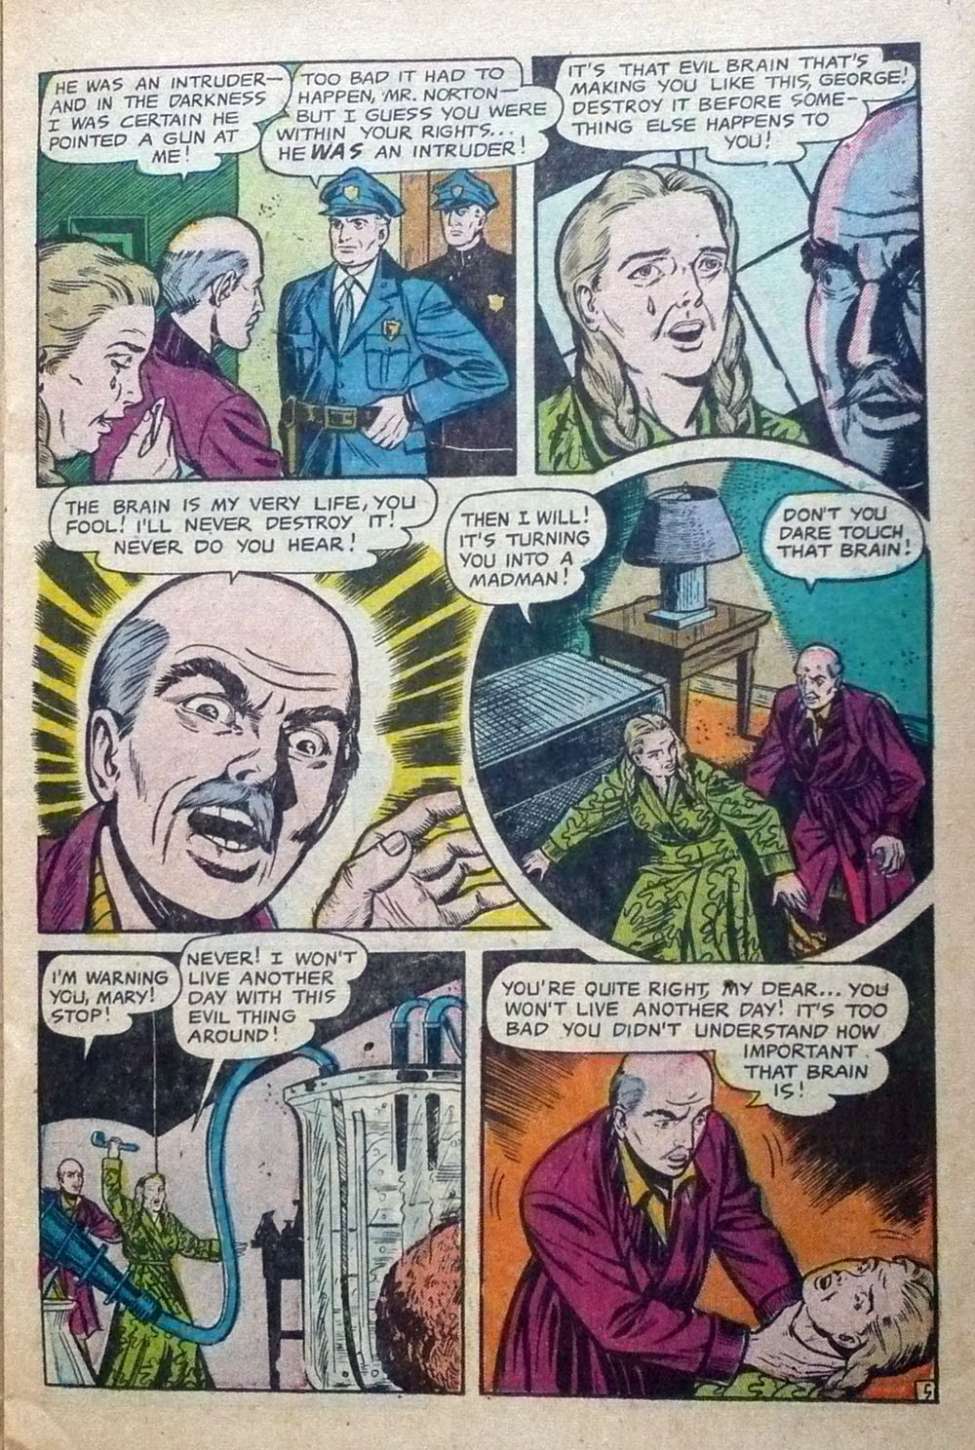 HE WAS AN INTRUDER—
AND IN THE DARKNESS
I WAS CERTAIN HE
POINTED A GUN AT
ME!
TOO BAD IT HAD TO
HAPPEN, MR. NORTON—
BUT I GUESS YOU WERE
WITHIN YOUR RIGHTS...
HE WAS AN INTRUDER!
IT'S THAT EVIL BRAIN THAT'S
MAKING YOU LIKE THIS, GEORGE!
DESTROY IT BEFORE SOME-
THING ELSE HAPPENS TO
YOU!
THE BRAIN IS MY VERY LIFE, YOU
FOOL! I'LL NEVER DESTROY IT!
NEVER DO YOU HEAR!
THEN I WILL!
IT'S TURNING
YOU INTO A
MADMAN!
DON'T YOU
DARE TOUCH
THAT BRAIN!
I'M WARNING
YOU, MARY!
STOP!
NEVER! I WON'T
LIVE ANOTHER
DAY WITH THIS
EVIL THING
AROUND!
YOU'RE QUITE RIGHT, MY DEAR... YOU
WON'T LIVE ANOTHER DAY! IT'S TOO
BAD YOU DIDN'T UNDERSTAND HOW
IMPORTANT
THAT BRAIN
IS!
5